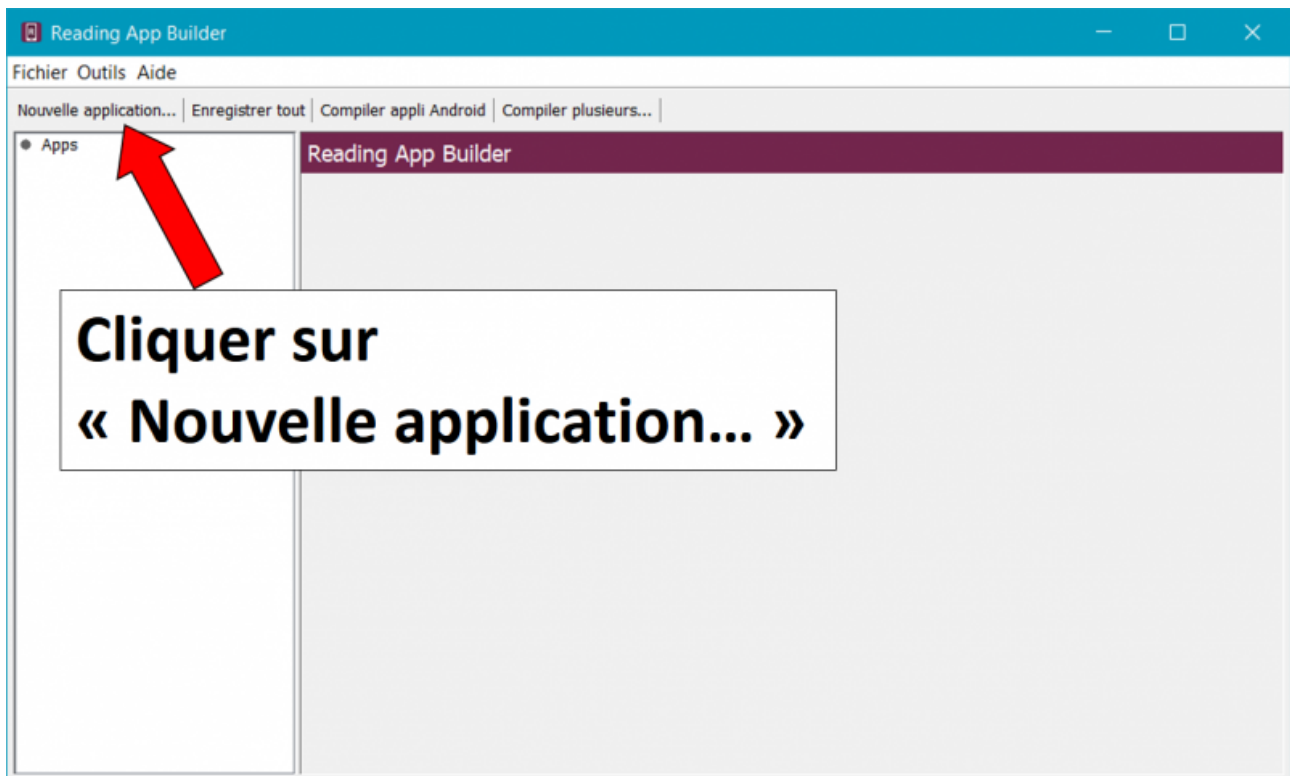 Reading App Builder
Fichier Outils Aide
Nouvelle application... Enregistrer tout Compiler appli Android Compiler plusieurs...
Apps
Reading App Builder
Cliquer sur
« Nouvelle application... »